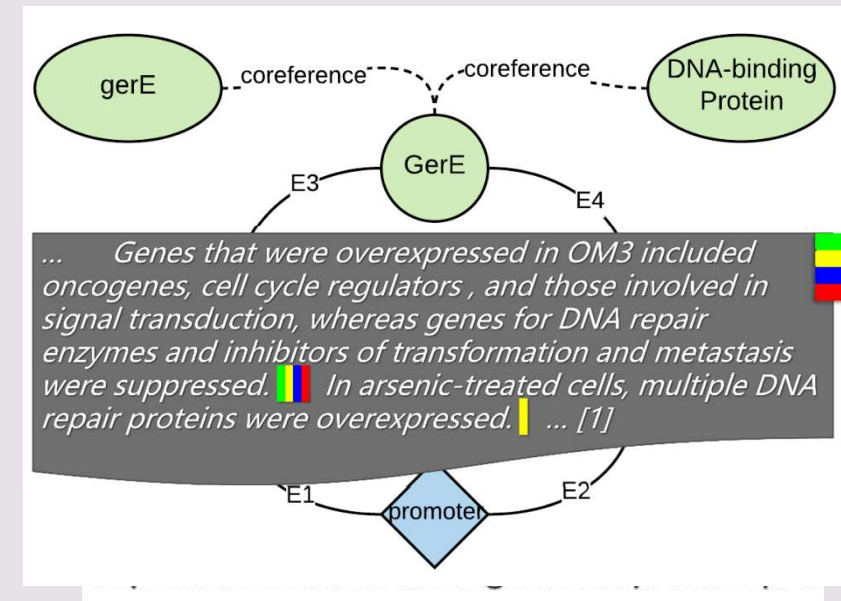 gerE
coreference
coreference
DNA-binding
Protein
GerE
E3
E4
... Genes that were overexpressed in OM3 included
oncogenes, cell cycle regulators , and those involved in
signal transduction, whereas genes for DNA repair
enzymes and inhibitors of transformation and metastasis
were suppressed. In arsenic-treated cells, multiple DNA
repair proteins were overexpressed. ... [1]
E1
E2
promoter